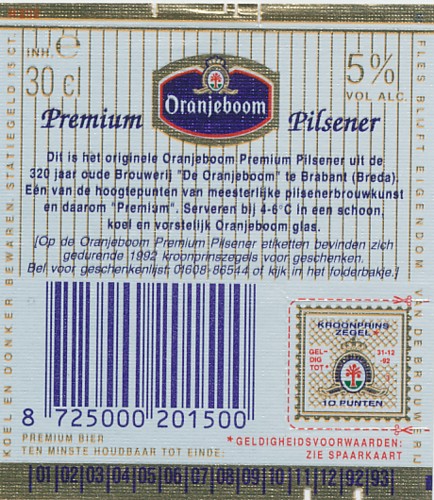 INH. ℮
30 cl
5%
VOL ALC.
Oranjeboom
Premium Pilsener
Dit is het originele Oranjeboom Premium Pilsener uit de
320 jaar oude Brouwerij "De Oranjeboom" te Brabant (Breda).
Eén van de hoogtepunten van meesterlijke pilsenerbrouwkunst
en daarom "Premium". Serveren bij 4-6°C in een schoon,
koel en vorstelijk Oranjeboom glas.
[Op de Oranjeboom Premium Pilsener etiketten bevinden zich
gedurende 1992 kroonprinszegels voor geschenken.
Bel voor geschenkenlijst: 01608-86544 of kijk in het folderbakje.]
KROONPRINS
ZEGEL*
GEL-
DIG
TOT*
31-12
-92
10 PUNTEN
8 725000 201500
PREMIUM BIER
TEN MINSTE HOUDBAAR TOT EINDE:
*GELDIGHEIDSVOORWAARDEN:
ZIE SPAARKAART
|01|02|03|04|05|06|07|08|09|10|11|12|92|93|
KOEL EN DONKER BEWAREN. STATIEGELD 15 CT.
FLES BLIJFT EIGENDOM VAN DE BROUWERIJ